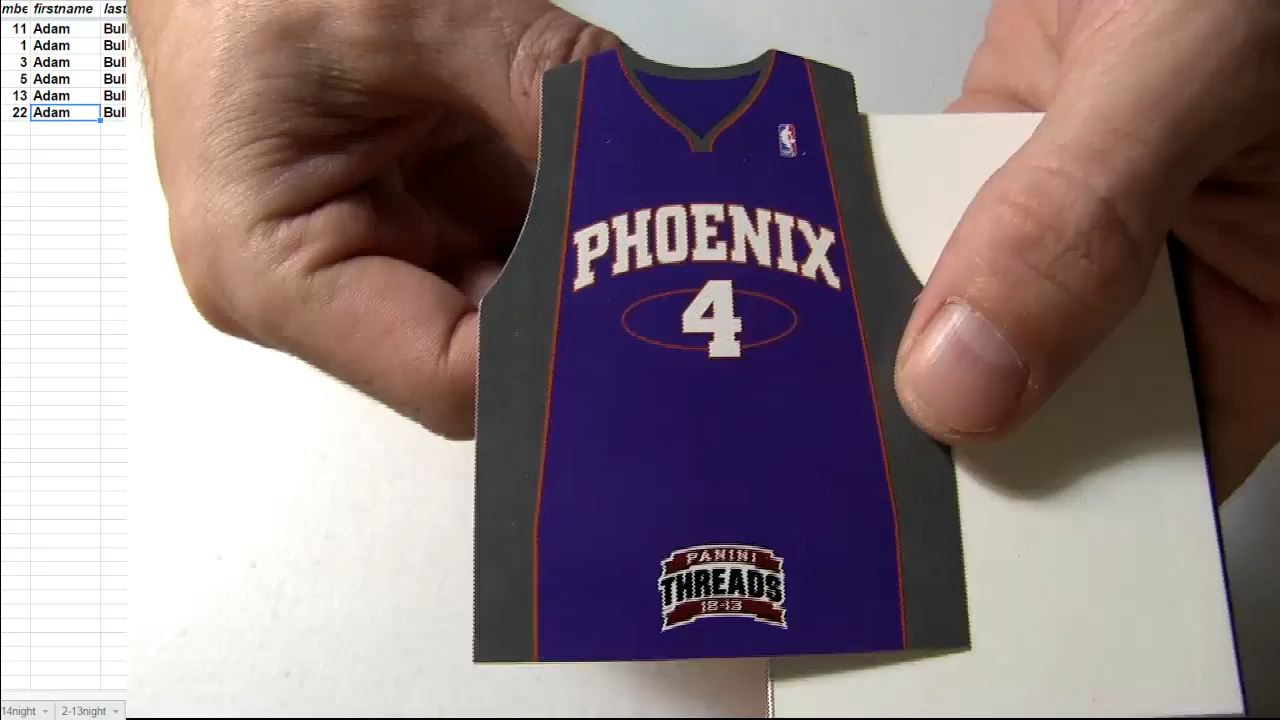 mbe firstname last
11 Adam Bull
1 Adam Bull
3 Adam Bull
5 Adam Bull
13 Adam Bull
22 Adam Bull
PHOENIX
4
PANINI
THREADS
12-13
14night 2-13night